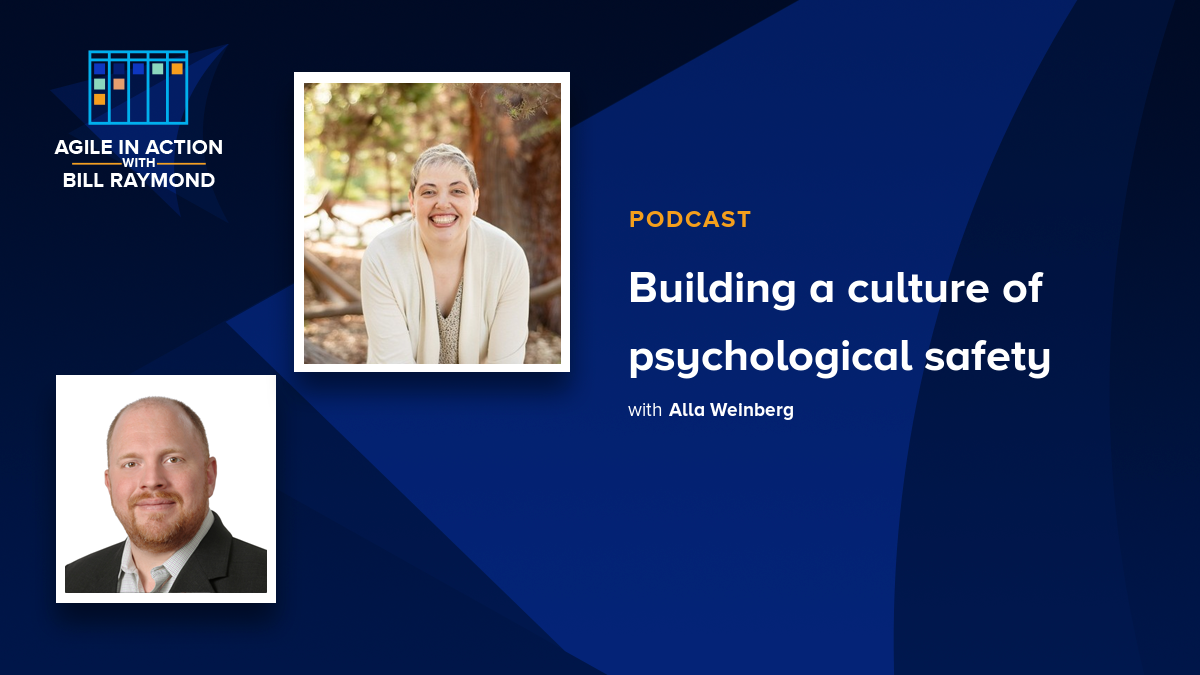 AGILE IN ACTION
WITH
BILL RAYMOND
PODCAST
Building a culture of
psychological safety
with Alla Weinberg